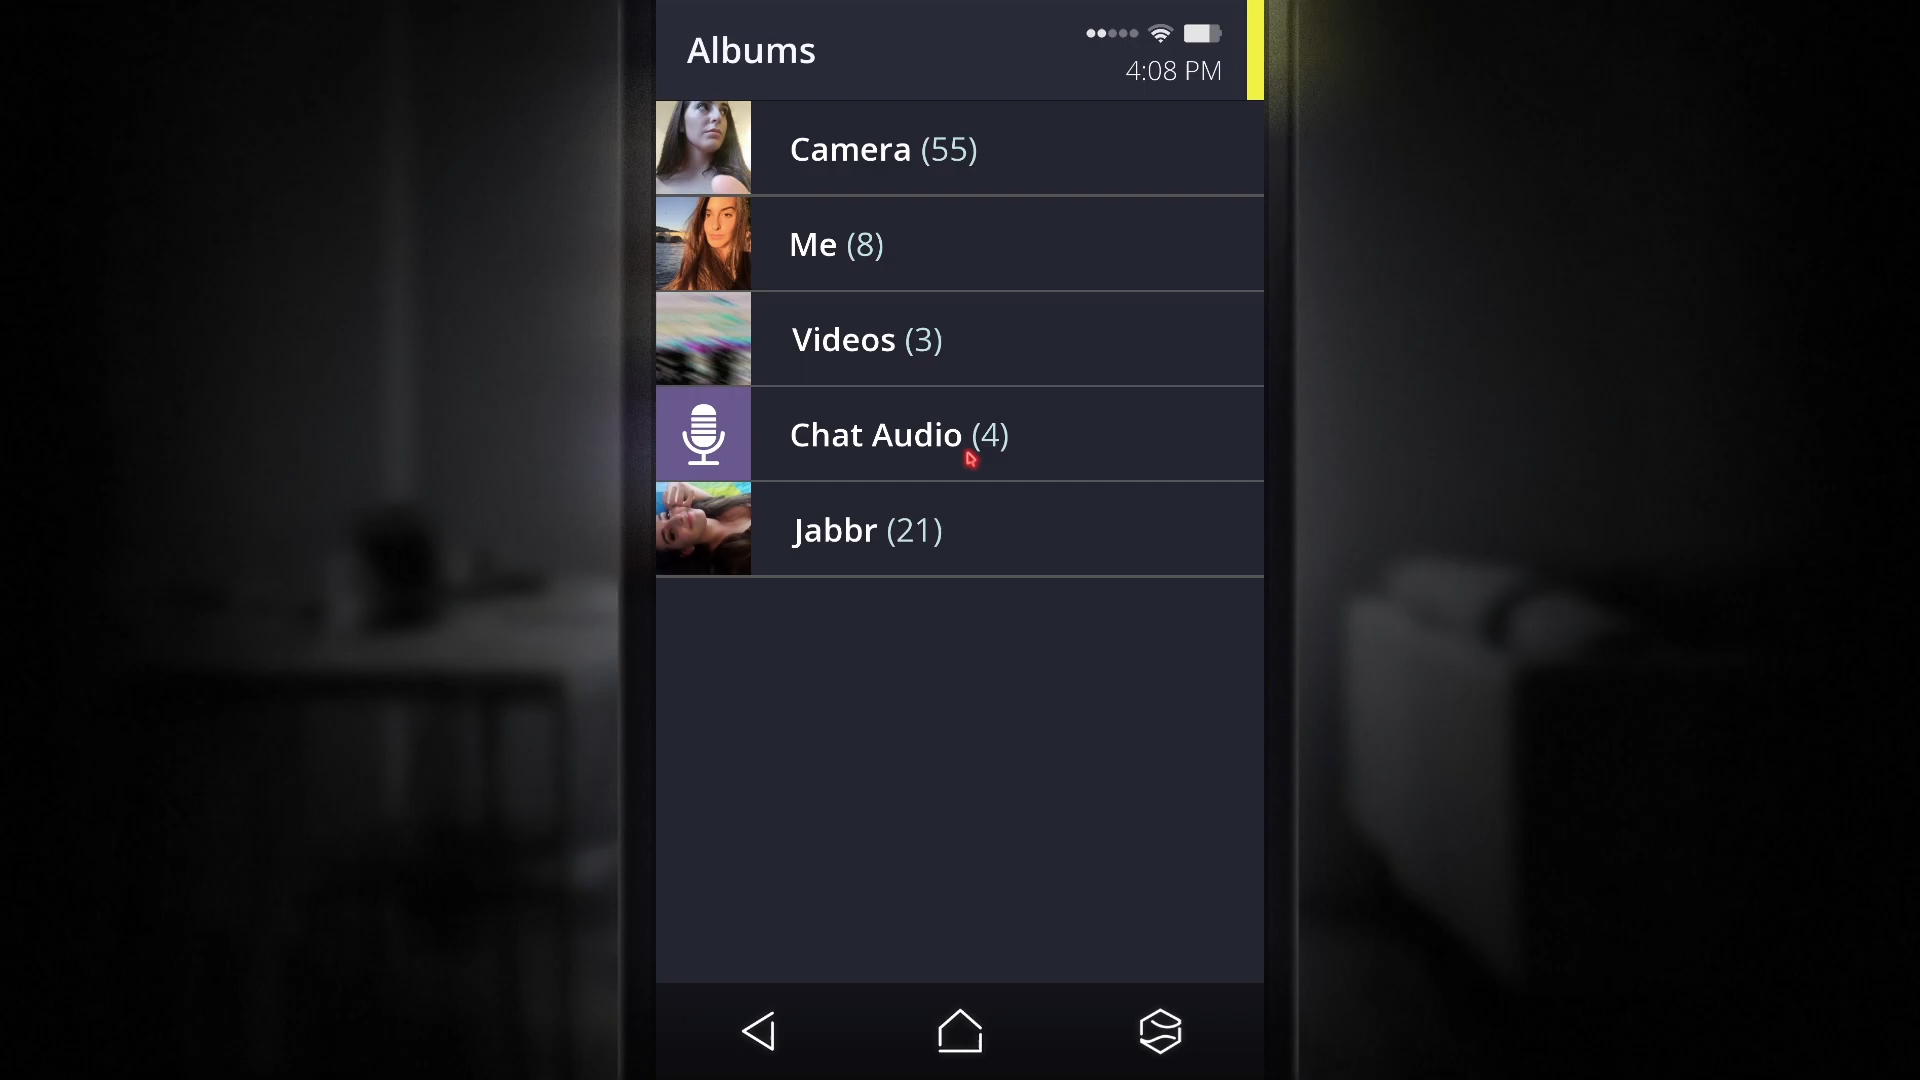 Albums
4:08 PM
Camera (55)
Me (8)
Videos (3)
Chat Audio (4)
Jabbr (21)